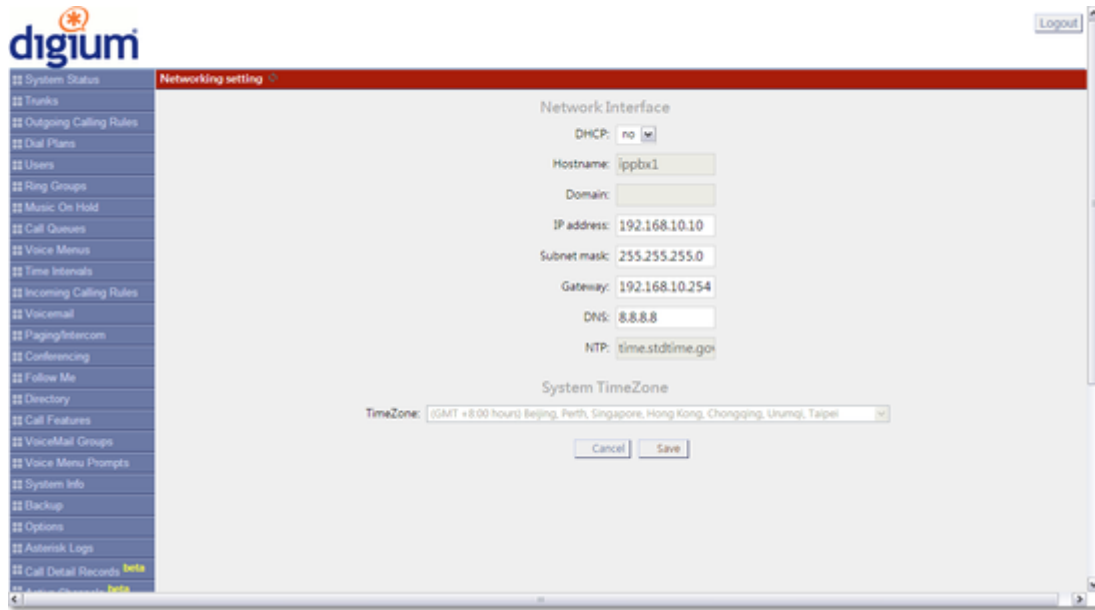 digium
Logout
System Status
Trunks
Outgoing Calling Rules
Dial Plans
Users
Ring Groups
Music On Hold
Call Queues
Voice Menus
Time Intervals
Incoming Calling Rules
Voicemail
Paging/Intercom
Conferencing
Follow Me
Directory
Call Features
VoiceMail Groups
Voice Menu Prompts
System Info
Backup
Options
Asterisk Logs
Call Detail Records beta
Active Channels beta
Networking setting
Network Interface
DHCP: no
Hostname: ippbx1
Domain:
IP address: 192.168.10.10
Subnet mask: 255.255.255.0
Gateway: 192.168.10.254
DNS: 8.8.8.8
NTP: time.stdtime.gov
System TimeZone
TimeZone: (GMT +8:00 hours) Beijing, Perth, Singapore, Hong Kong, Chongqing, Urumqi, Taipei
Cancel Save